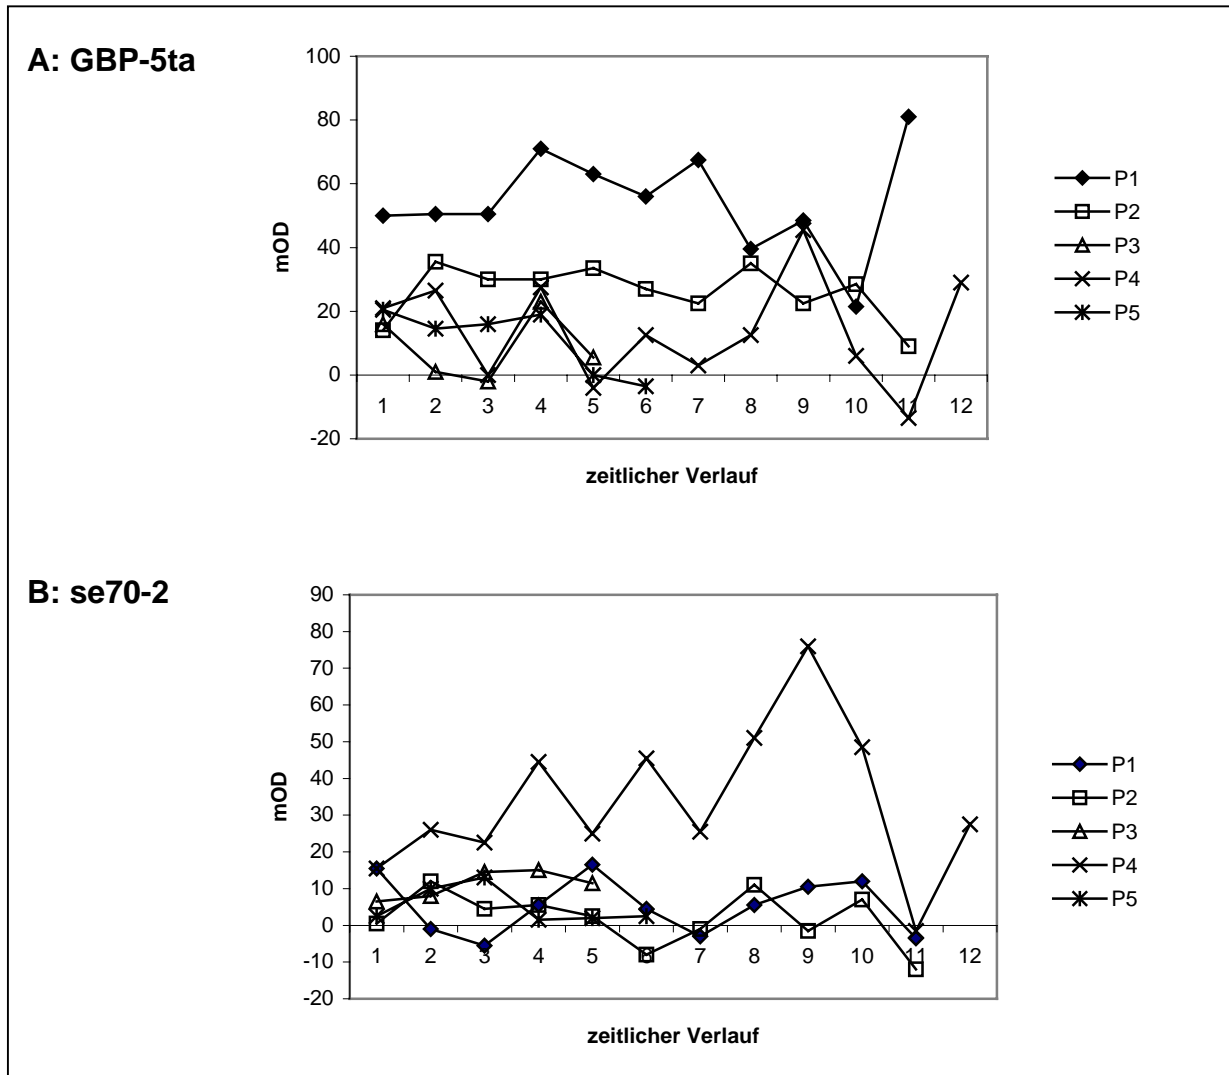 A: GBP-5ta
100
80
60
40
20
0
-20
mOD
1 2 3 4 5 6 7 8 9 10 11 12
zeitlicher Verlauf
P1
P2
P3
P4
P5
B: se70-2
90
80
70
60
50
40
30
20
10
0
-10
-20
mOD
1 2 3 4 5 6 7 8 9 10 11 12
zeitlicher Verlauf
P1
P2
P3
P4
P5